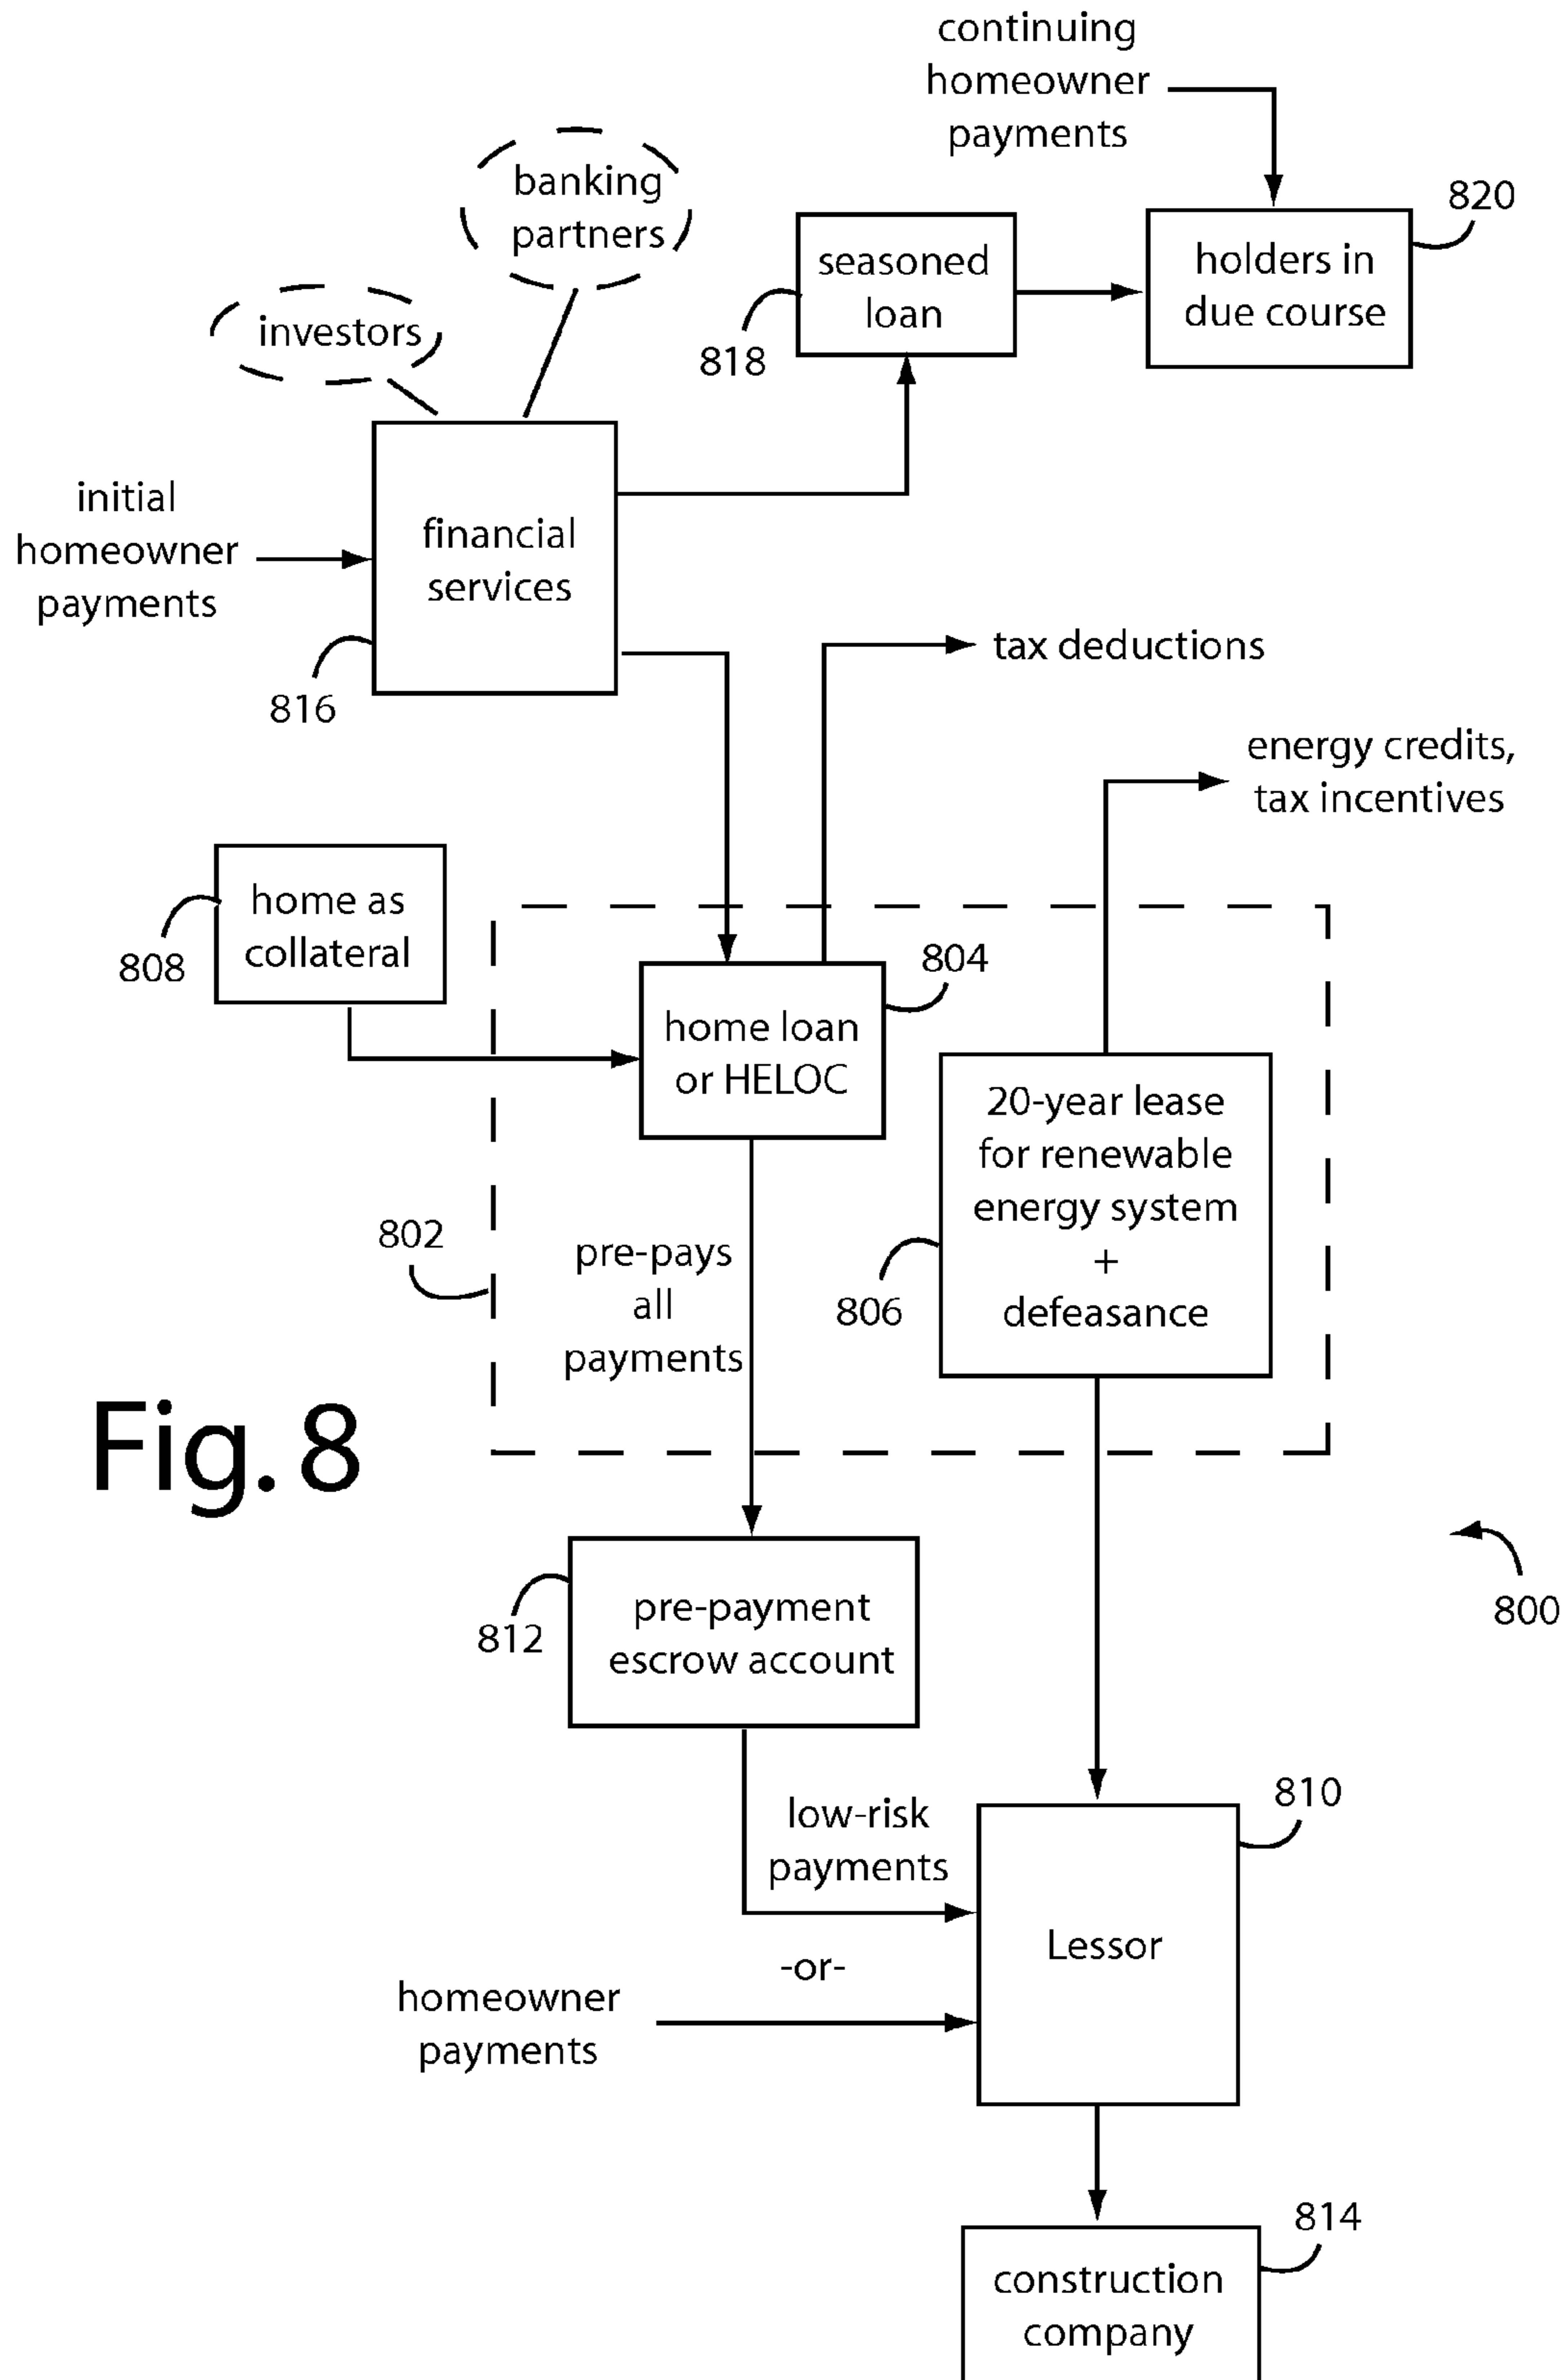 continuing
homeowner
payments
820
banking
partners
seasoned
loan
holders in
due course
investors
818
initial
homeowner
payments
financial
services
tax deductions
816
energy credits,
tax incentives
home as
collateral
808
804
home loan
or HELOC
20-year lease
for renewable
energy system
+
defeasance
802
pre-pays
all
payments
806
Fig. 8
pre-payment
escrow account
812
800
810
low-risk
payments
Lessor
-or-
homeowner
payments
814
construction
company